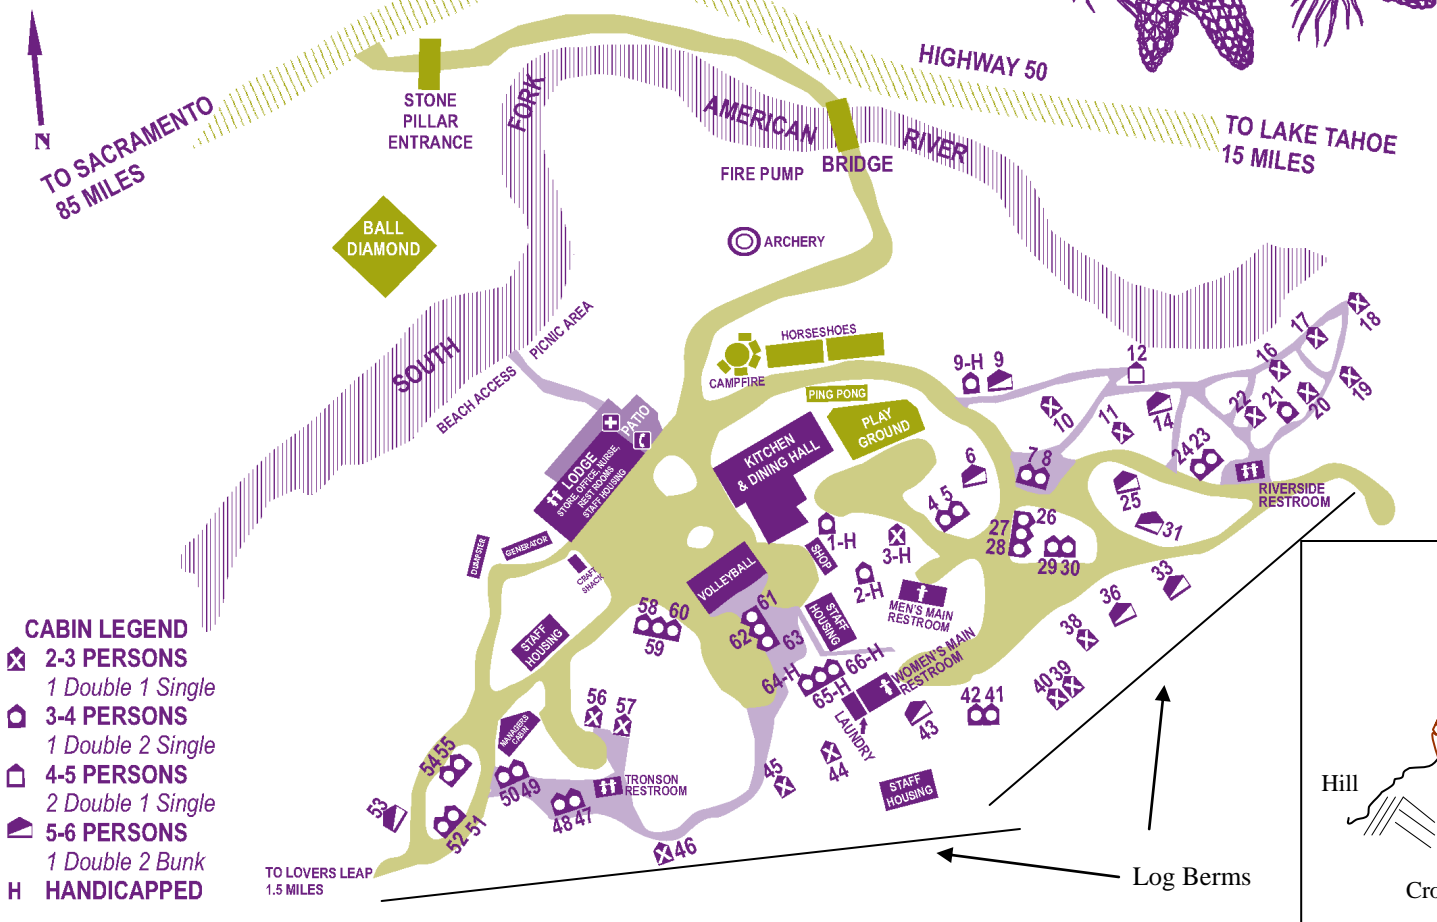 HIGHWAY 50
TO SACRAMENTO
85 MILES
STONE
PILLAR
ENTRANCE
FORK
AMERICAN
RIVER
TO LAKE TAHOE
15 MILES
N
FIRE PUMP
BRIDGE
BALL
DIAMOND
ARCHERY
SOUTH
PICNIC AREA
BEACH ACCESS
HORSESHOES
CAMPFIRE
PING PONG
PLAY
GROUND
KITCHEN
& DINING HALL
PATIO
LODGE
STORE, OFFICE, NURSE,
REST ROOMS
STAFF HOUSING
9-H 9
12
16
17
18
19
20
21
22
10
11
14
24 23
6
7 8
4 5
25
31
RIVERSIDE
RESTROOM
26
27
28
29 30
1-H
3-H
2-H
SHOP
MEN'S MAIN
RESTROOM
DUMPSTER
GENERATOR
CRAFT
SHACK
VOLLEYBALL
STAFF
HOUSING
STAFF
HOUSING
58 60
59
61
62
63
64-H
65-H
66-H
WOMEN'S MAIN
RESTROOM
LAUNDRY
33
36
38
40 39
42 41
43
44
45
46
STAFF
HOUSING
56
57
MANAGERS
CABIN
54 55
53
52 51
50 49
48 47
TRONSON
RESTROOM
TO LOVERS LEAP
1.5 MILES
CABIN LEGEND
2-3 PERSONS
1 Double 1 Single
3-4 PERSONS
1 Double 2 Single
4-5 PERSONS
2 Double 1 Single
5-6 PERSONS
1 Double 2 Bunk
H HANDICAPPED
Log Berms
Hill
Cro